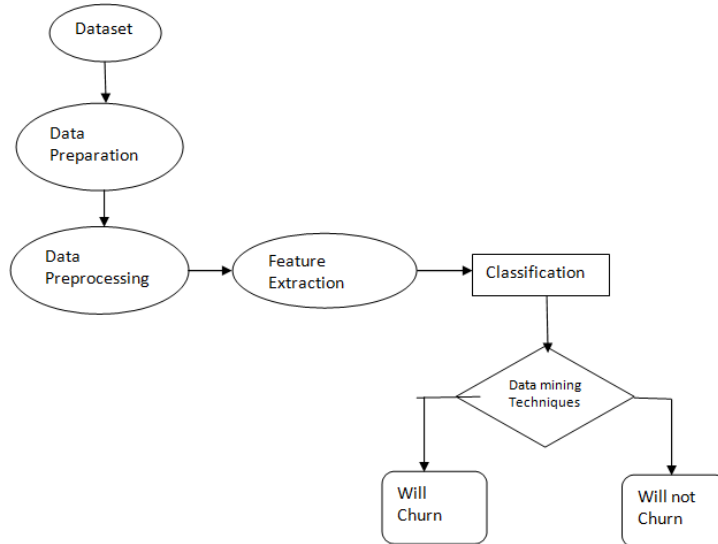 Dataset
Data
Preparation
Data
Preprocessing
Feature
Extraction
Classification
Data mining
Techniques
Will
Churn
Will not
Churn